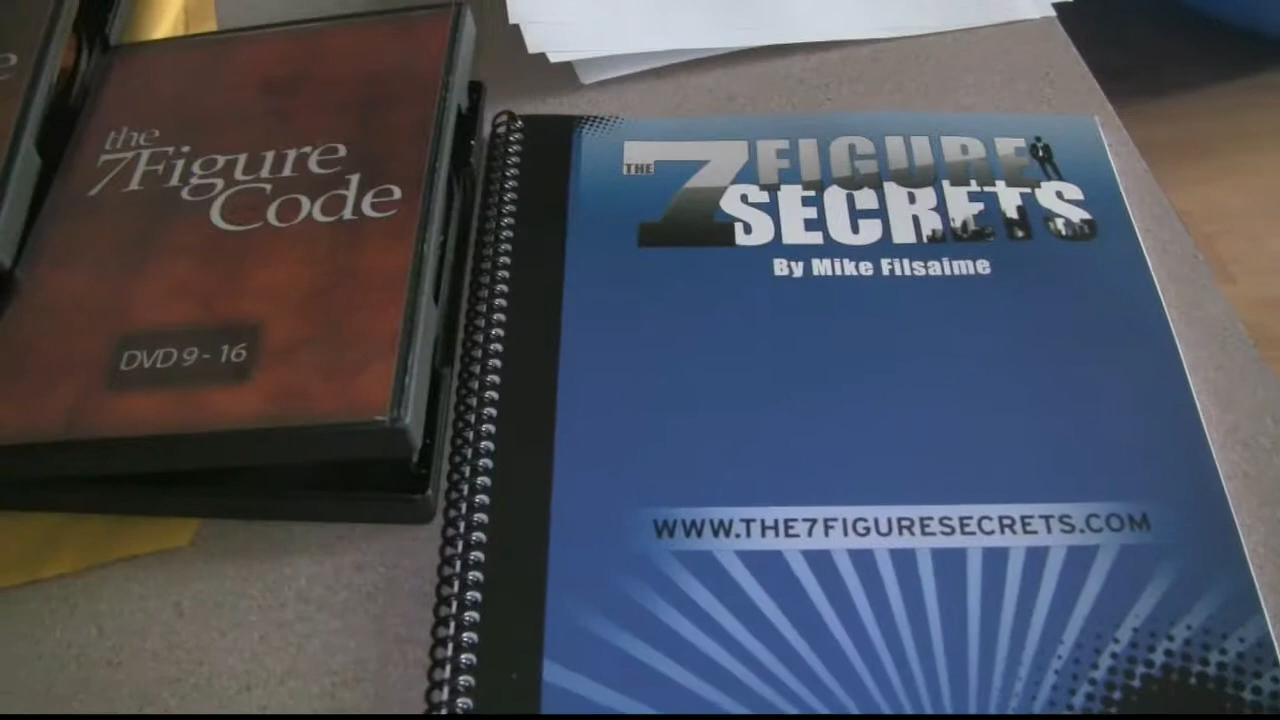 the
7Figure
Code
DVD 9 - 16
THE 7 FIGURE
SECRETS
By Mike Filsaime
WWW.THE7FIGURESECRETS.COM